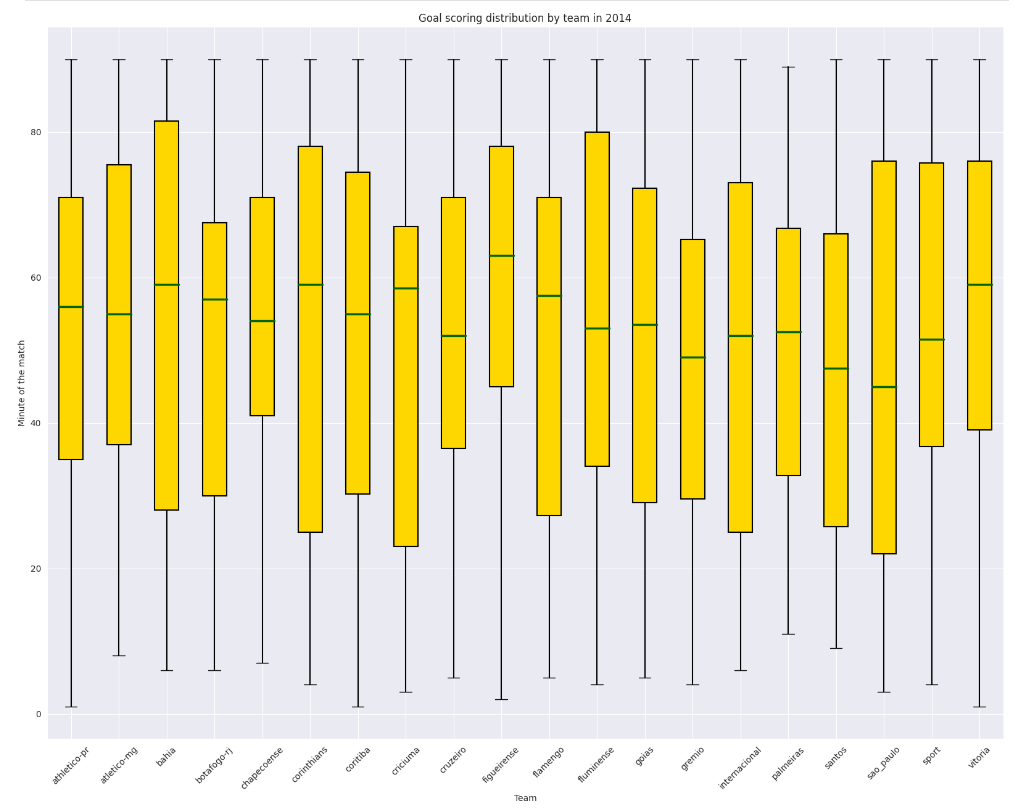 Goal scoring distribution by team in 2014
Minute of the match
80
60
40
20
0
athletico-pr
atletico-mg
bahia
botafogo-rj
chapecoense
corinthians
coritiba
criciuma
cruzeiro
figueirense
flamengo
fluminense
goias
gremio
internacional
palmeiras
santos
sao_paulo
sport
vitoria
Team